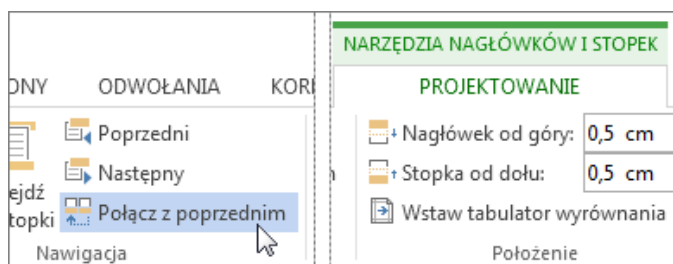 NARZĘDZIA NAGŁÓWKÓW I STOPEK
ODWOŁANIA
PROJEKTOWANIE
Poprzedni
Następny
Połącz z poprzednim
Nawigacja
Nagłówek od góry: 0,5 cm
Stopka od dołu: 0,5 cm
Wstaw tabulator wyrównania
Położenie